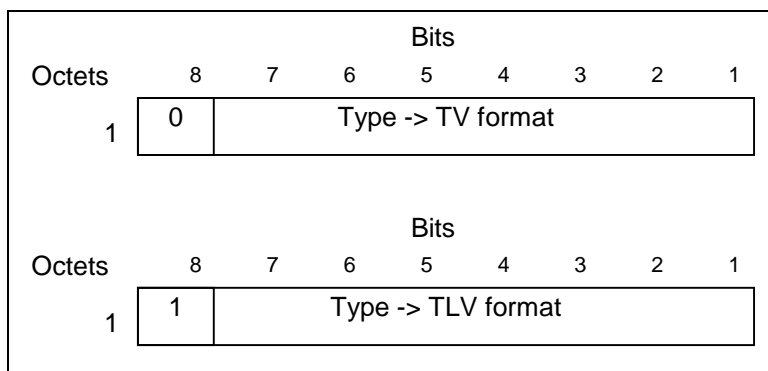 Bits
Octets 8 7 6 5 4 3 2 1
1 0 Type -> TV format
Bits
Octets 8 7 6 5 4 3 2 1
1 1 Type -> TLV format